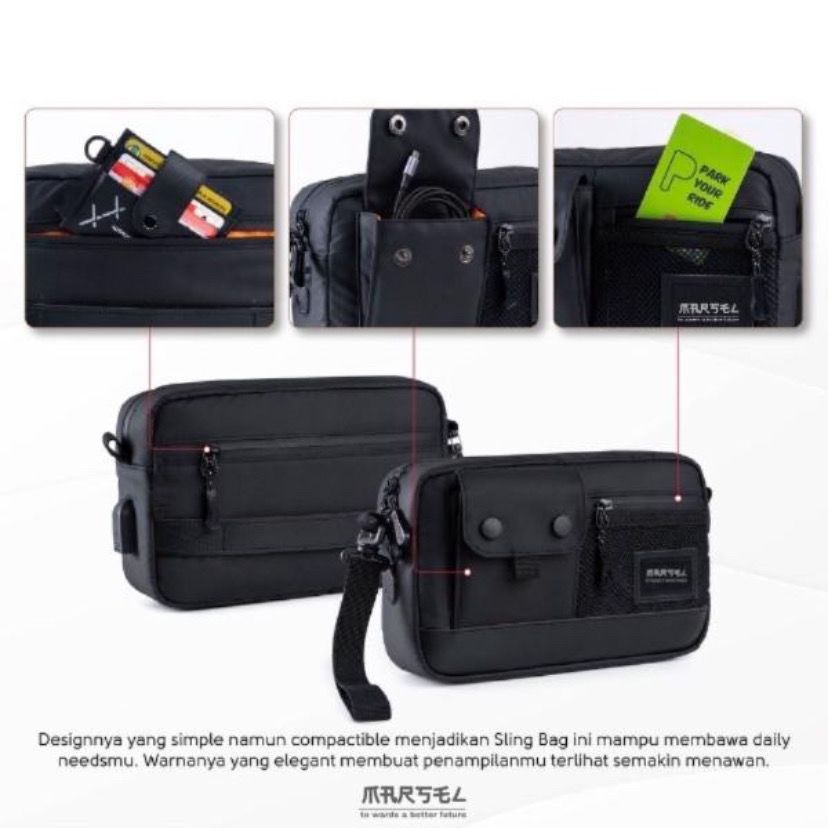 PARK
YOUR
RIDE
MARSEL
MARSEL
Designnya yang simple namun compactible menjadikan Sling Bag ini mampu membawa daily
needsmu. Warnanya yang elegant membuat penampilanmu terlihat semakin menawan.
MARSEL
to wards a better future